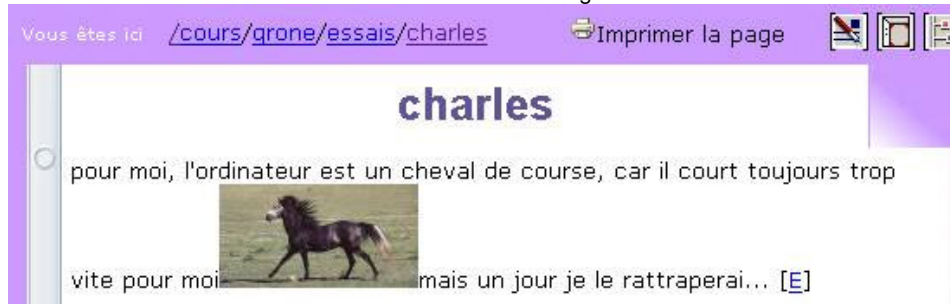 Vous êtes ici /cours/grone/essais/charles Imprimer la page
charles
pour moi, l'ordinateur est un cheval de course, car il court toujours trop
vite pour moi mais un jour je le rattraperai... [E]